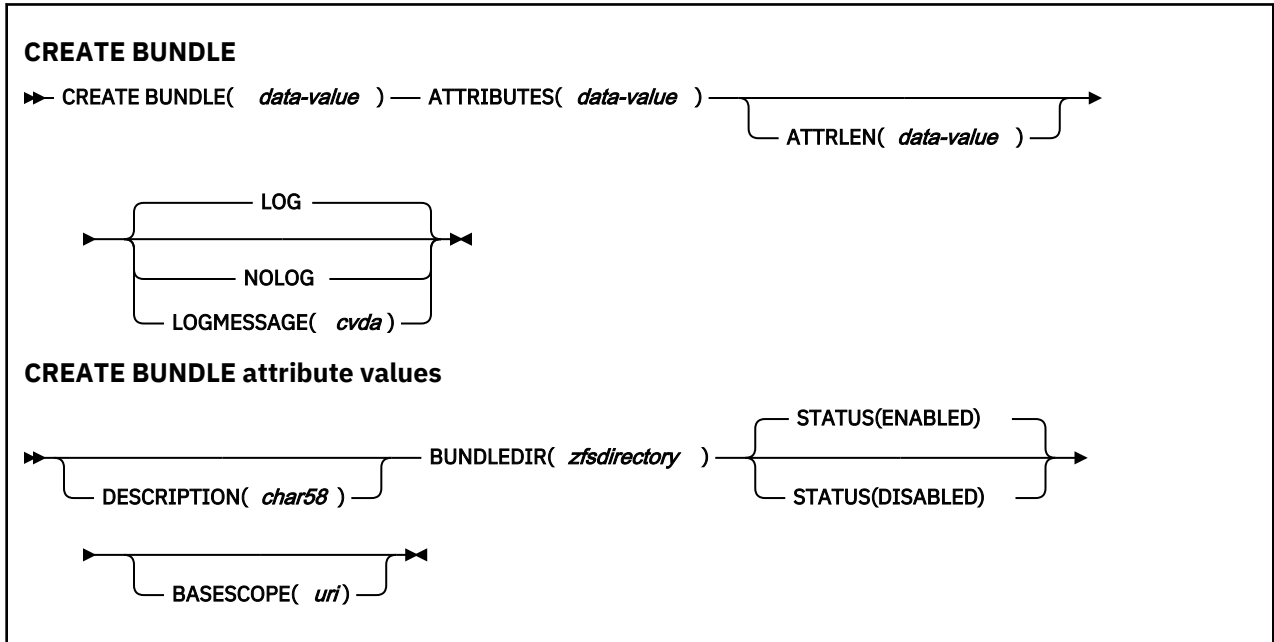 CREATE BUNDLE
CREATE BUNDLE( data-value ) ATTRIBUTES( data-value )
ATTRLEN( data-value )
LOG
NOLOG
LOGMESSAGE( cvda )
CREATE BUNDLE attribute values
STATUS(ENABLED)
BUNDLEDIR( zfsdirectory )
DESCRIPTION( char58 ) STATUS(DISABLED)
BASESCOPE( uri )